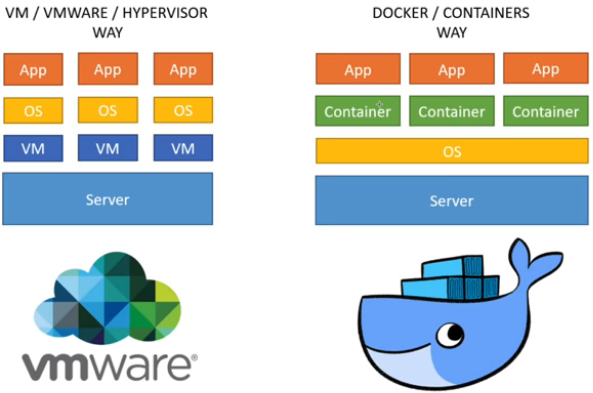 VM / VMWARE / HYPERVISOR
WAY
App App App
OS OS OS
VM VM VM
Server
vmware®
DOCKER / CONTAINERS
WAY
App App App
Container Container Container
OS
Server